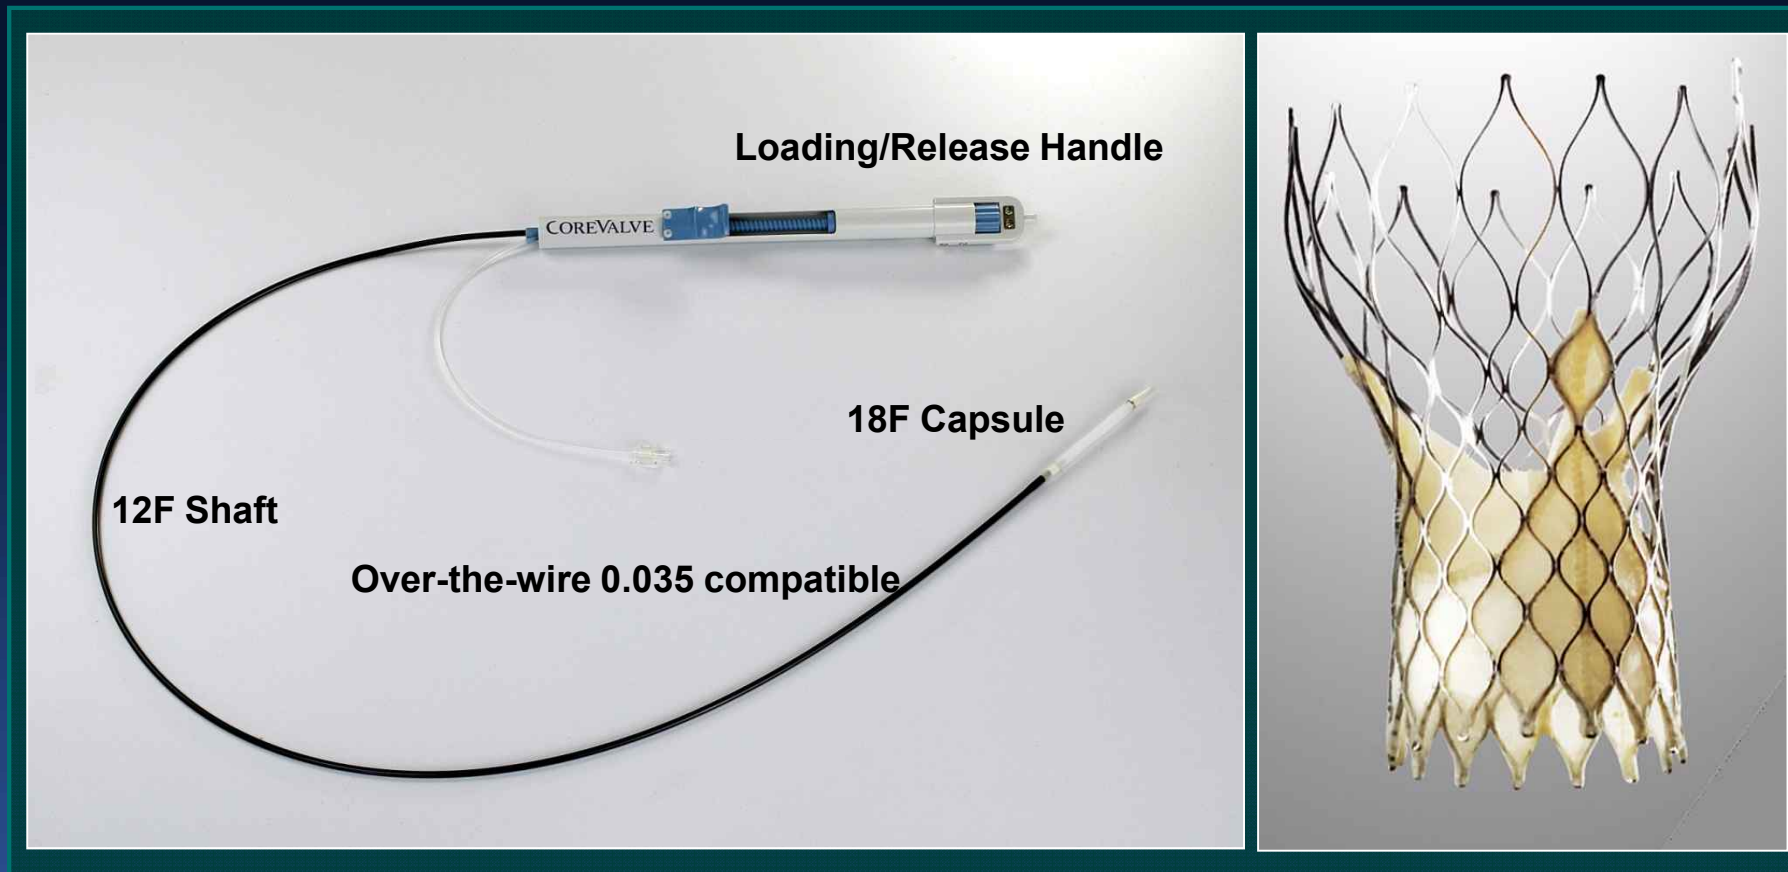 Loading/Release Handle
COREVALVE
18F Capsule
12F Shaft
Over-the-wire 0.035 compatible